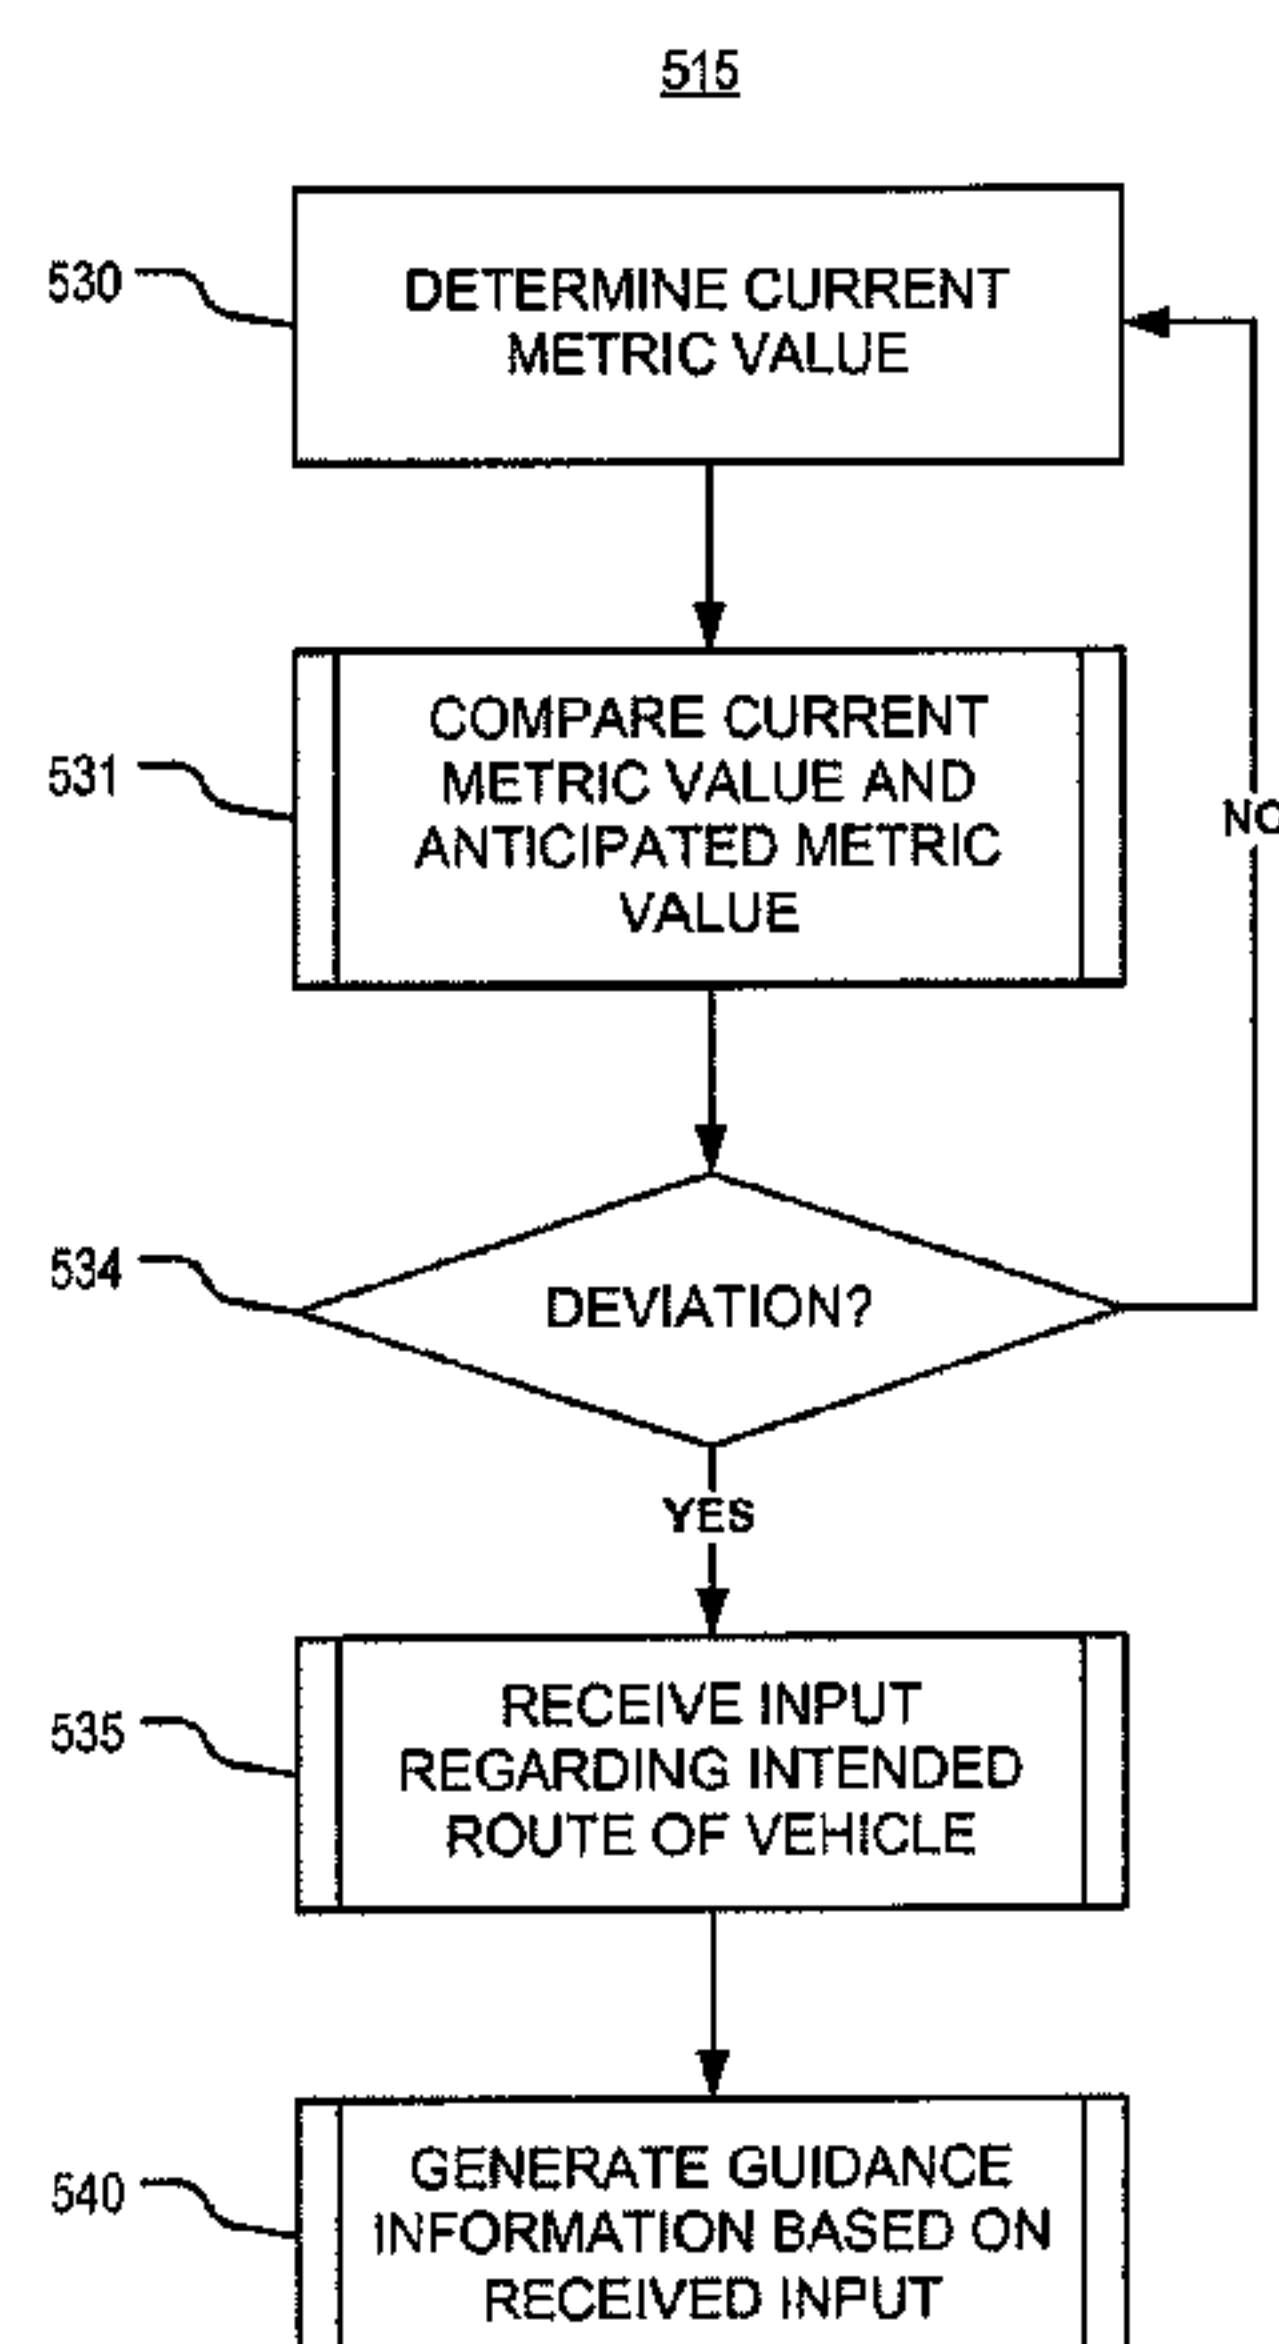 515
530
DETERMINE CURRENT
METRIC VALUE
531
COMPARE CURRENT
METRIC VALUE AND
ANTICIPATED METRIC
VALUE
NO
534
DEVIATION?
YES
535
RECEIVE INPUT
REGARDING INTENDED
ROUTE OF VEHICLE
540
GENERATE GUIDANCE
INFORMATION BASED ON
RECEIVED INPUT